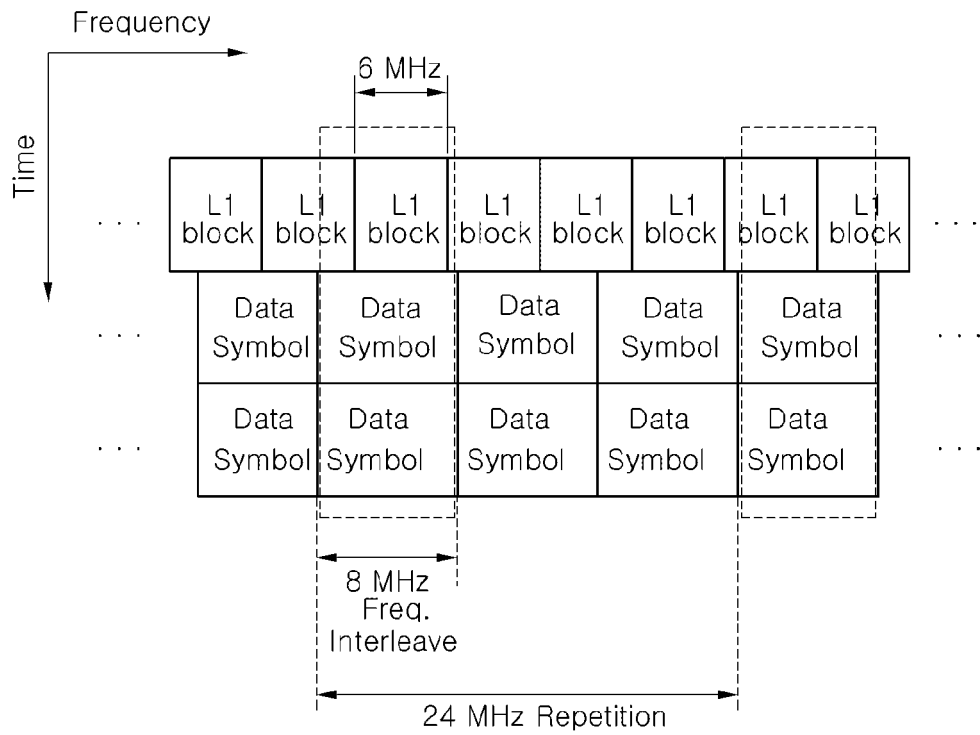 Frequency
6 MHz
Time
L1 L1 L1 L1 L1 L1 L1 L1
. . . block block block block block block block block . . .
Data Data Data Data Data
. . . Symbol Symbol Symbol Symbol Symbol . . .
Data Data Data Data Data
. . . Symbol Symbol Symbol Symbol Symbol . . .
8 MHz
Freq.
Interleave
24 MHz Repetition